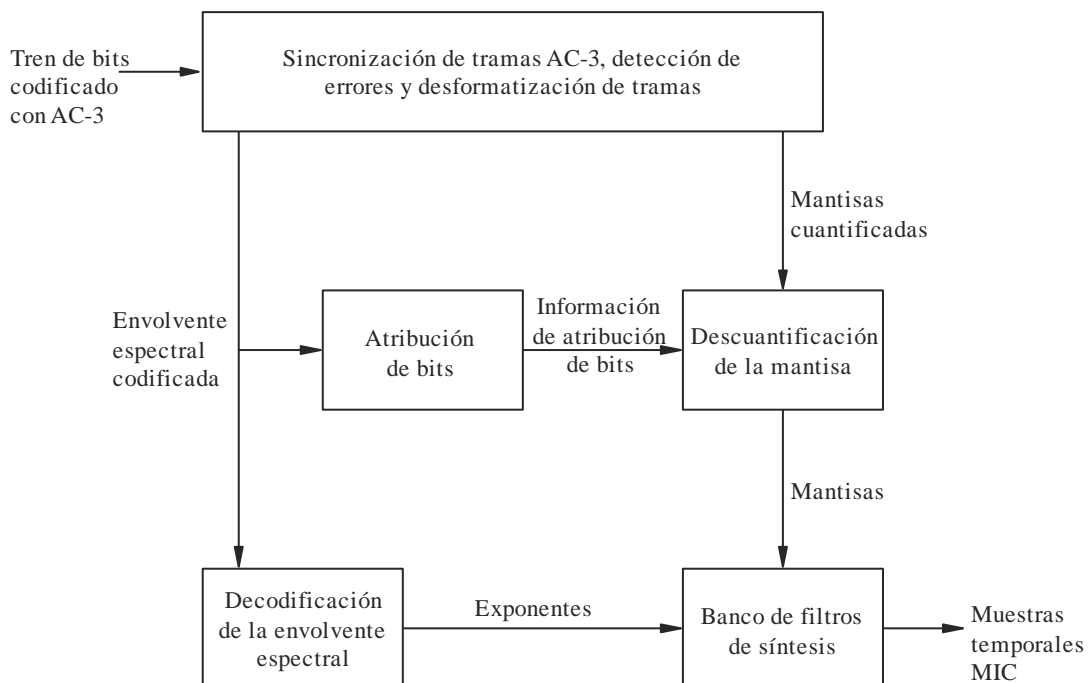 Tren de bits
codificado
con AC-3
Sincronización de tramas AC-3, detección de
errores y desformatización de tramas
Mantisas
cuantificadas
Envolvente
espectral
codificada
Atribución
de bits
Información
de atribución
de bits
Descuantificación
de la mantisa
Mantisas
Decodificación
de la envolvente
espectral
Exponentes
Banco de filtros
de síntesis
Muestras
temporales
MIC